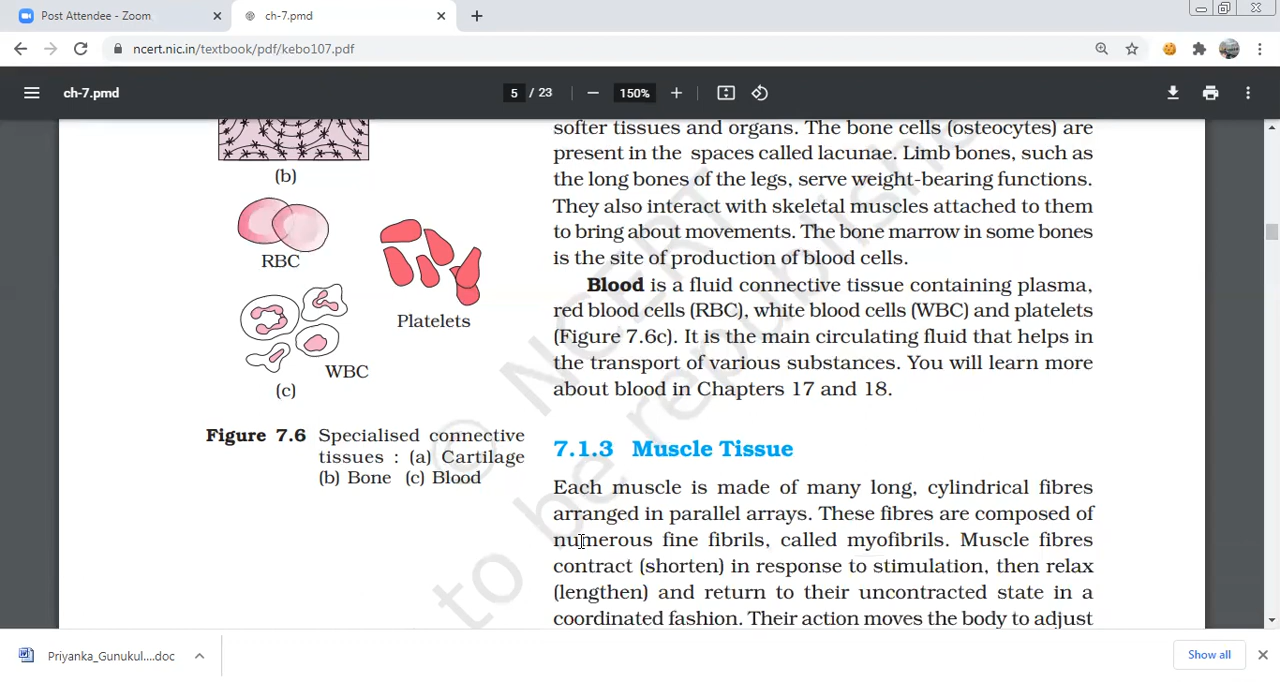 Post Attendee - Zoom
ch-7.pmd
ncert.nic.in/textbook/pdf/kebo107.pdf
ch-7.pmd
5 / 23
150%
(b)
RBC
Platelets
WBC
(c)
Figure 7.6 Specialised connective
tissues : (a) Cartilage
(b) Bone (c) Blood
softer tissues and organs. The bone cells (osteocytes) are
present in the spaces called lacunae. Limb bones, such as
the long bones of the legs, serve weight-bearing functions.
They also interact with skeletal muscles attached to them
to bring about movements. The bone marrow in some bones
is the site of production of blood cells.
Blood is a fluid connective tissue containing plasma,
red blood cells (RBC), white blood cells (WBC) and platelets
(Figure 7.6c). It is the main circulating fluid that helps in
the transport of various substances. You will learn more
about blood in Chapters 17 and 18.
7.1.3 Muscle Tissue
Each muscle is made of many long, cylindrical fibres
arranged in parallel arrays. These fibres are composed of
numerous fine fibrils, called myofibrils. Muscle fibres
contract (shorten) in response to stimulation, then relax
(lengthen) and return to their uncontracted state in a
coordinated fashion. Their action moves the body to adjust
© NCERT
to be republishe
Priyanka_Gunukul....doc
Show all